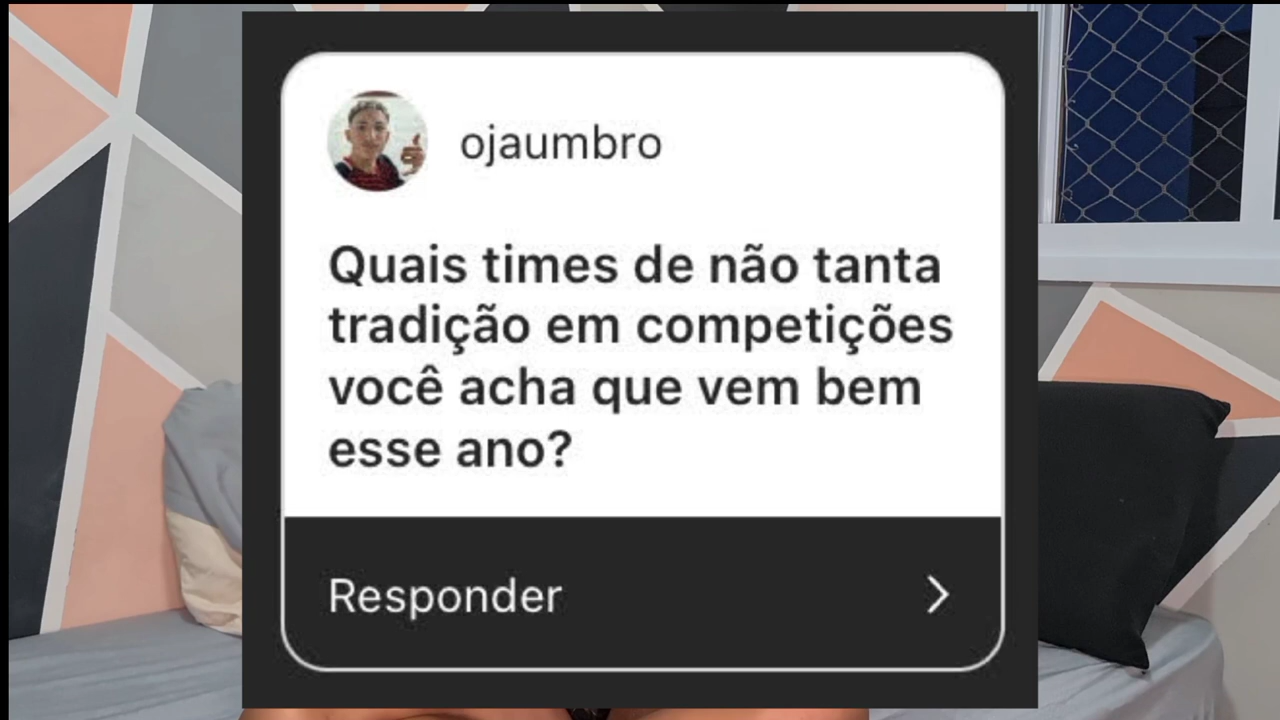 ojaumbro
Quais times de não tanta
tradição em competições
você acha que vem bem
esse ano?
Responder